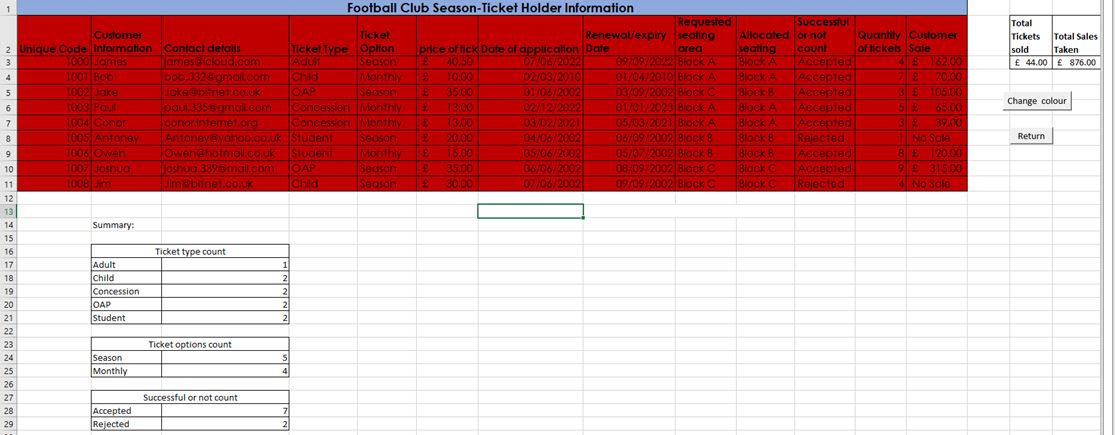 Football Club Season-Ticket Holder Information
Unique Code Customer Information Contact details Ticket Type Ticket Option price of tick Date of application Renewal/expiry Date Requested seating area Allocated seating Successful or not count Quantity of tickets Customer Sale Total Tickets sold Total Sales Taken
1000 James james@icloud.com Adult Season £ 40.50 07/06/2022 09/09/2022 Block A Block A Accepted 4 £ 162.00 £ 44.00 £ 876.00
1001 Bob bob.332@gmail.com Child Monthly £ 10.00 02/03/2010 01/04/2010 Block A Block A Accepted 7 £ 70.00
1002 Jake Jake@bitnet.co.uk OAP Season £ 35.00 01/06/2002 03/09/2002 Block C Block B Accepted 3 £ 105.00
1003 Paul paul.335@gmail.com Concession Monthly £ 13.00 02/12/2022 01/01/2023 Block A Block A Accepted 5 £ 65.00
1004 Conor conor.internet.org Concession Monthly £ 13.00 03/02/2021 05/03/2021 Block A Block A Accepted 3 £ 39.00
1005 Antoney Antoney@yahoo.co.uk Student Season £ 20.00 04/06/2002 06/09/2002 Block B Block B Rejected 1 No Sale
1006 Owen Owen@hotmail.co.uk Student Monthly £ 15.00 05/06/2002 05/07/2002 Block B Block B Accepted 8 £ 120.00
1007 Joshua joshua.339@mail.com OAP Season £ 35.00 06/06/2002 08/09/2002 Block C Block C Accepted 9 £ 315.00
1008 Jim Jim@bitnet.co.uk Child Season £ 30.00 07/06/2002 09/09/2002 Block C Block C Rejected 4 No Sale
Change colour
Return
Summary:
Ticket type count
Adult 1
Child 2
Concession 2
OAP 2
Student 2
Ticket options count
Season 5
Monthly 4
Successful or not count
Accepted 7
Rejected 2
1
2
3
4
5
6
7
8
9
10
11
12
13
14
15
16
17
18
19
20
21
22
23
24
25
26
27
28
29